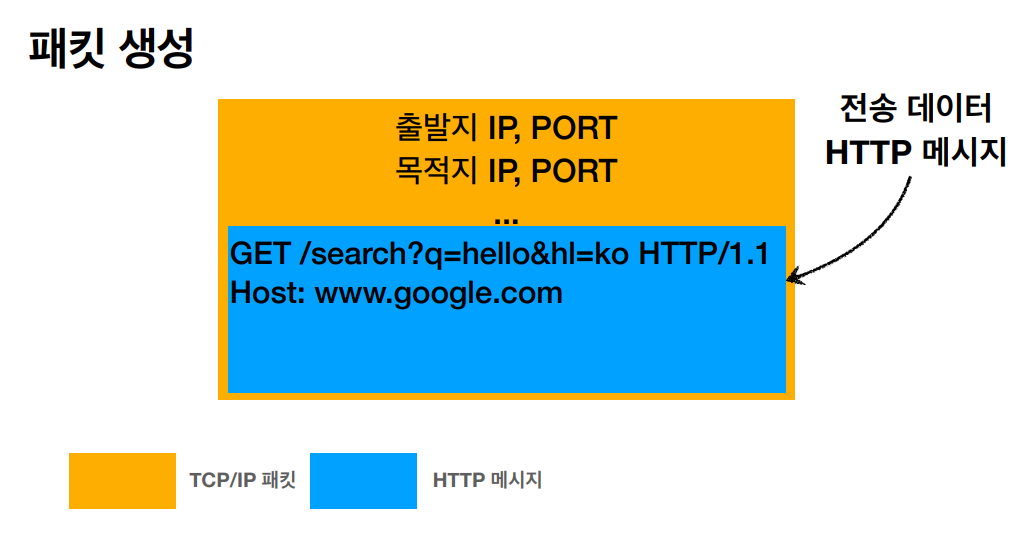 패킷 생성
전송 데이터
HTTP 메시지
출발지 IP, PORT
목적지 IP, PORT
...
GET /search?q=hello&hl=ko HTTP/1.1
Host: www.google.com
TCP/IP 패킷
HTTP 메시지